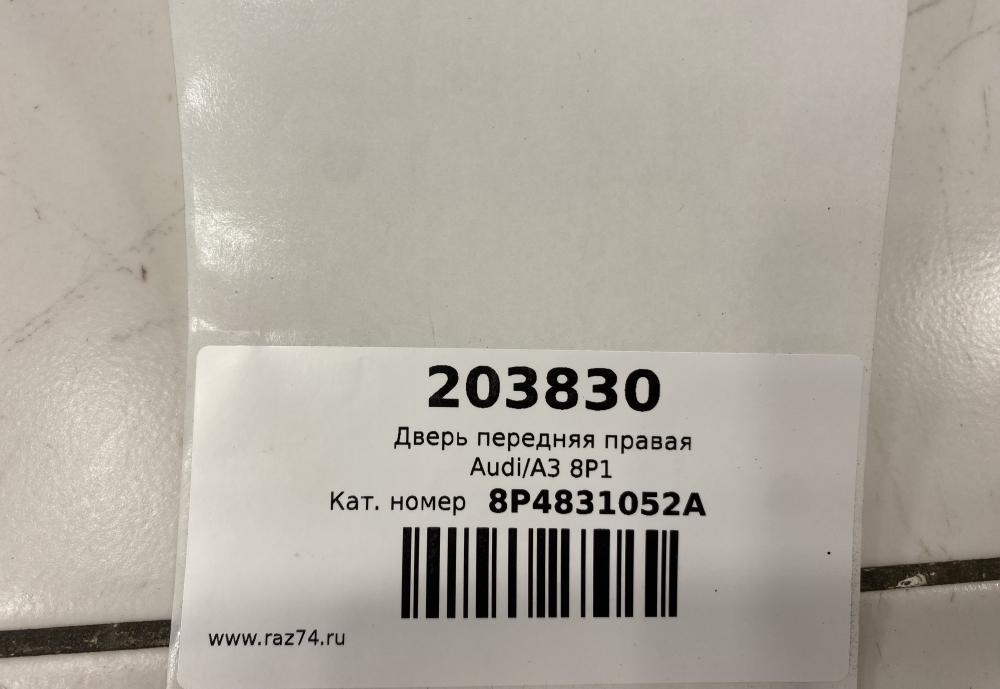 203830
Дверь передняя правая
Audi/A3 8P1
Кат. номер 8P4831052A
www.raz74.ru